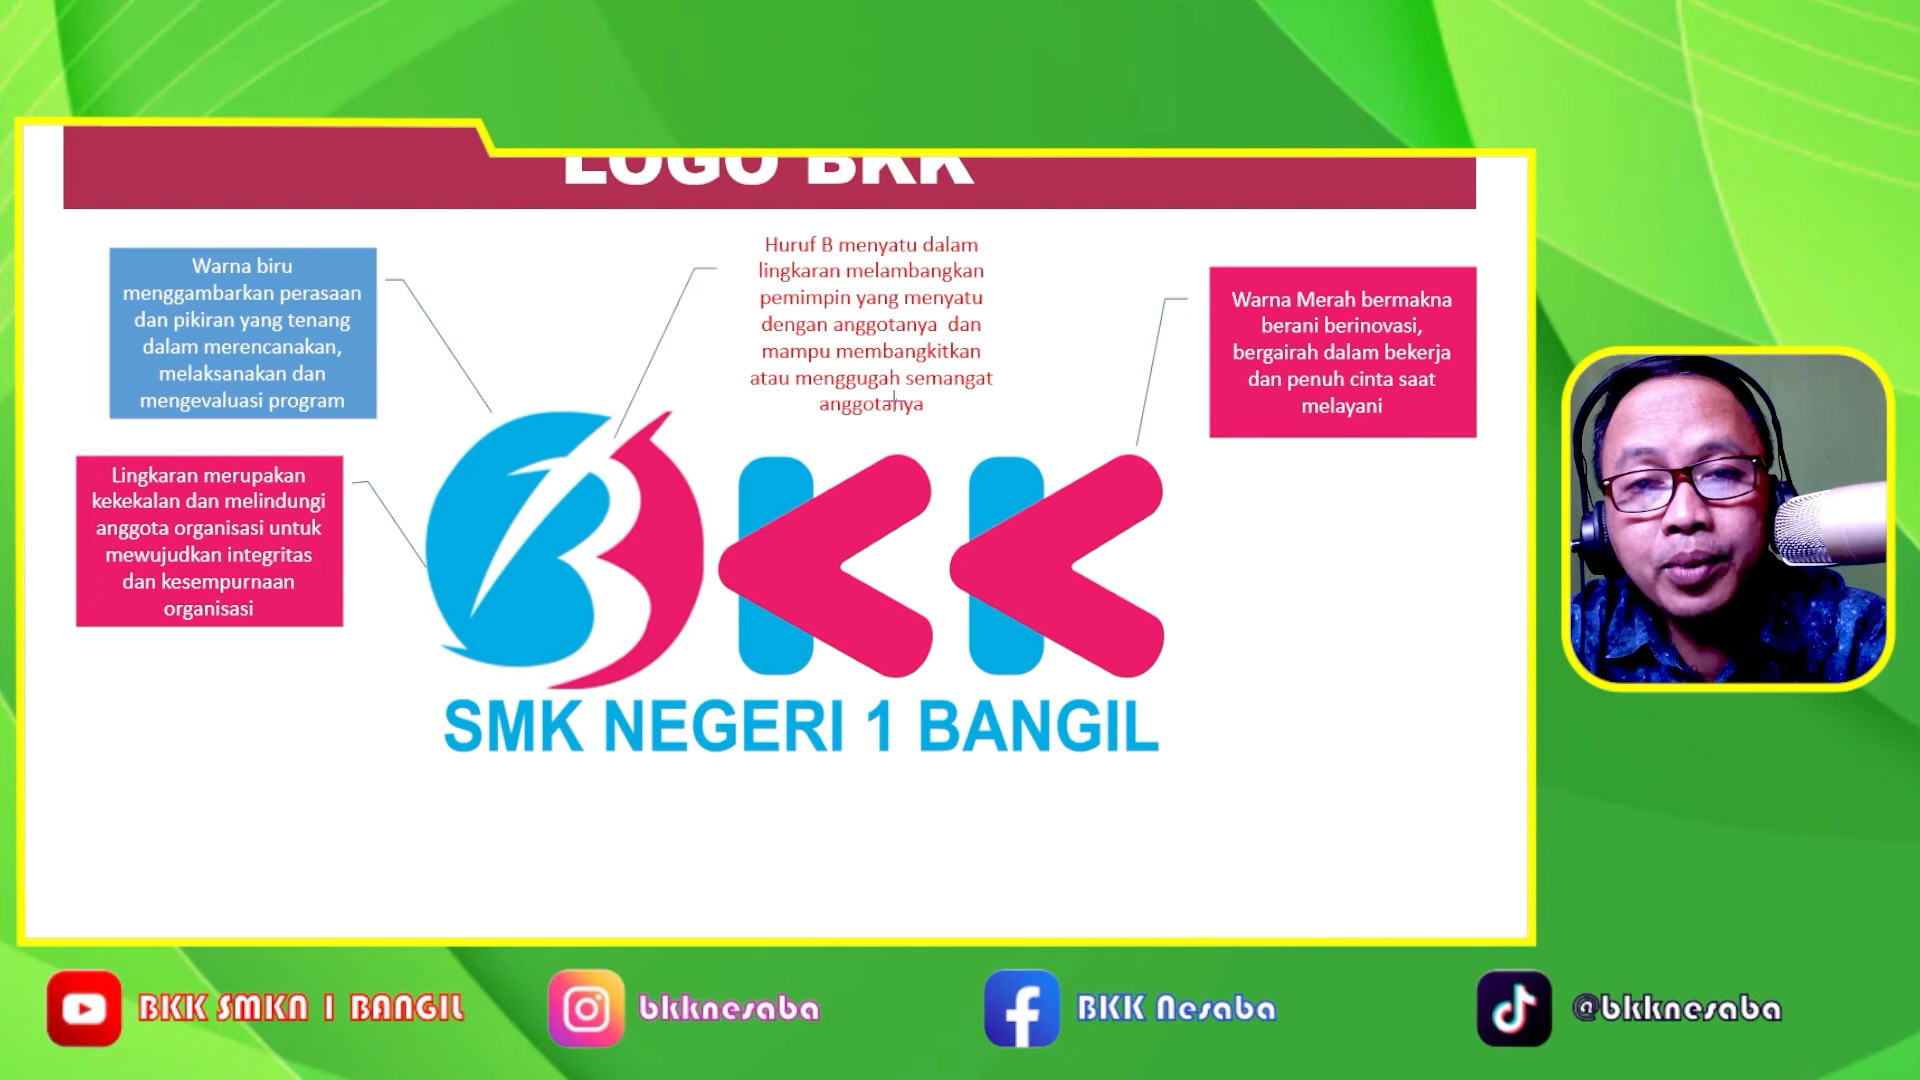 LOGO BKK
Warna biru
menggambarkan perasaan
dan pikiran yang tenang
dalam merencanakan,
melaksanakan dan
mengevaluasi program
Huruf B menyatu dalam
lingkaran melambangkan
pemimpin yang menyatu
dengan anggotanya dan
mampu membangkitkan
atau menggugah semangat
anggotanya
Warna Merah bermakna
berani berinovasi,
bergairah dalam bekerja
dan penuh cinta saat
melayani
Lingkaran merupakan
kekekalan dan melindungi
anggota organisasi untuk
mewujudkan integritas
dan kesempurnaan
organisasi
BKK
SMK NEGERI 1 BANGIL
BKK SMKN 1 BANGIL
bkknesaba
BKK Nesaba
@bkknesaba